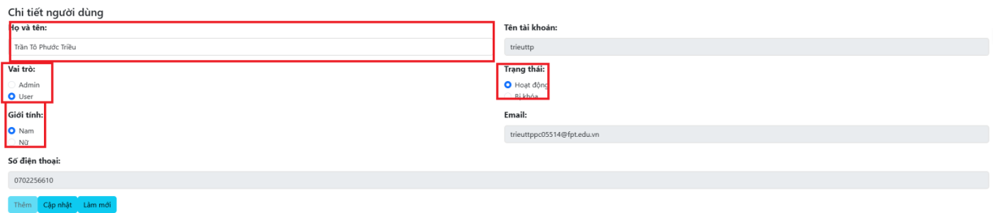 Chi tiết người dùng
Họ và tên:
Tên tài khoản:
Trần Tô Phước Triều
trieuttp
Vai trò:
Trạng thái:
Admin
Hoạt động
User
Bị khóa
Giới tính:
Email:
Nam
trieuttppc05514@fpt.edu.vn
Nữ
Số điện thoại:
0702256610
Thêm Cập nhật Làm mới